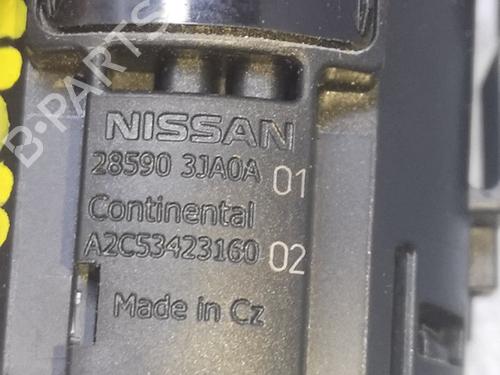 B-PARTS
NISSAN
28590 3JA0A 01
Continental
A2C53423160 02
Made in Cz